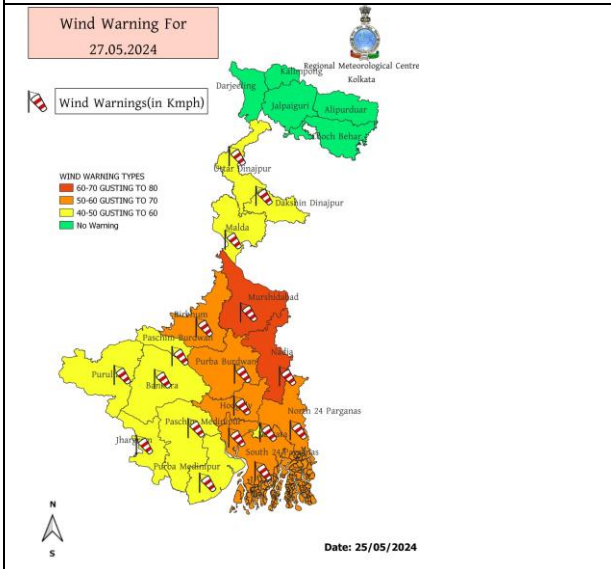 Wind Warning For
27.05.2024
Regional Meteorological Centre
Kolkata
Wind Warnings(in Kmph)
Kalimpong
Darjeeling
Jalpaiguri
Alipurduar
Cooch Behar
Uttar Dinajpur
WIND WARNING TYPES
60-70 GUSTING TO 80
50-60 GUSTING TO 70
40-50 GUSTING TO 60
No Warning
Dakshin Dinajpur
Malda
Murshidabad
Birbhum
Paschim Burdwan
Nadia
Purba Burdwan
Purulia
Bankura
Hooghly
North 24 Parganas
Paschim Medinipur
Jhargram
Kolkata
South 24 Parganas
Purba Medinipur
N
S
Date: 25/05/2024